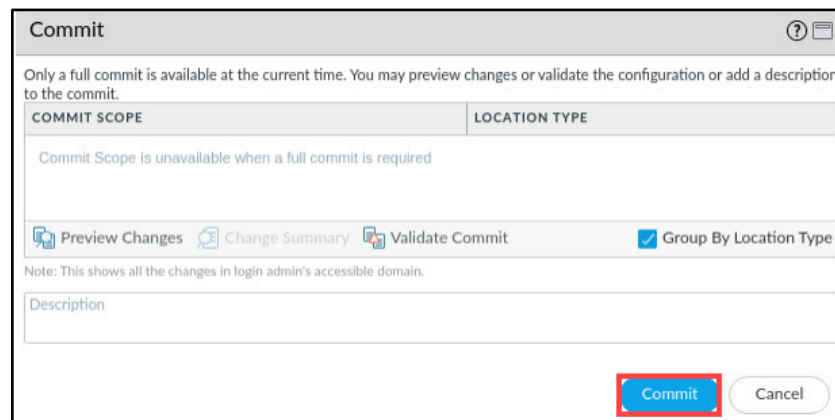 Commit
Only a full commit is available at the current time. You may preview changes or validate the configuration or add a description
to the commit.
COMMIT SCOPE LOCATION TYPE
Commit Scope is unavailable when a full commit is required
Preview Changes Change Summary Validate Commit Group By Location Type
Note: This shows all the changes in login admin's accessible domain.
Description
Commit Cancel